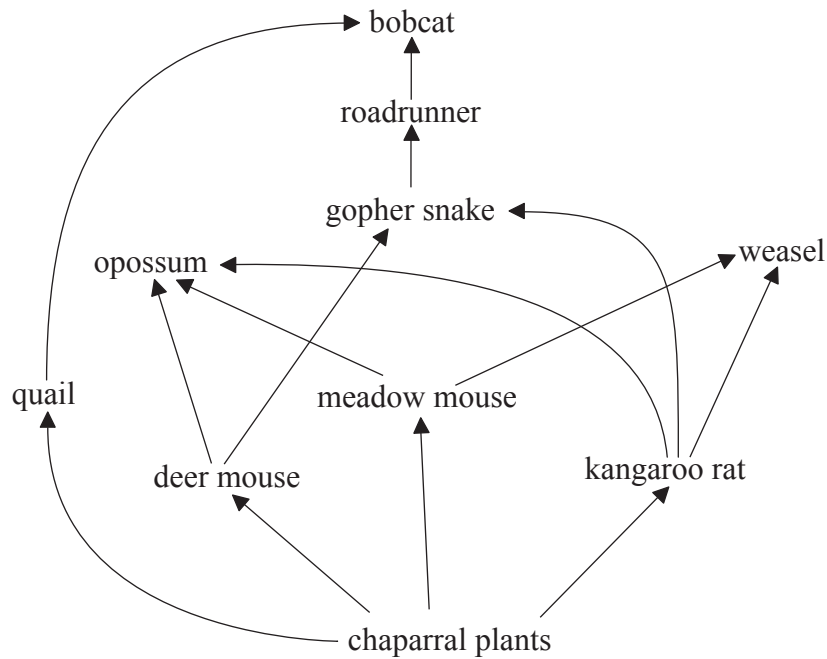 bobcat
roadrunner
gopher snake
opossum
weasel
quail
meadow mouse
deer mouse
kangaroo rat
chaparral plants